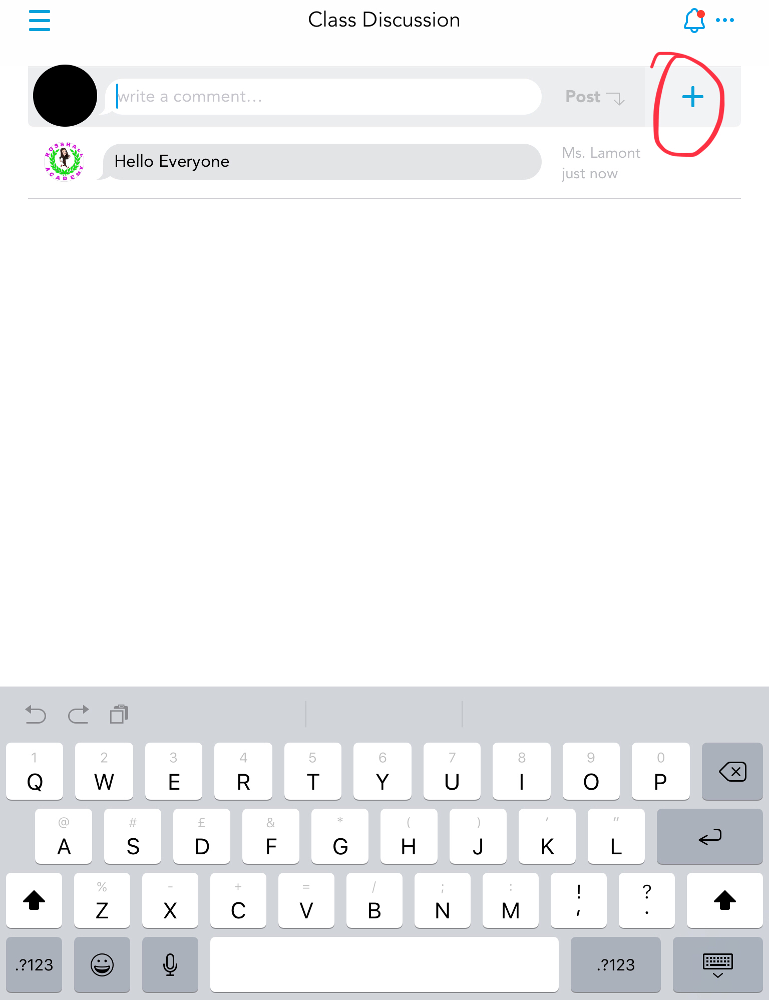 Class Discussion
write a comment...
Post
Hello Everyone
Ms. Lamont
just now
ROSSHALL ACADEMY
1 2 3 4 5 6 7 8 9 0
Q W E R T Y U I O P
@ # £ & * ( ) ' "
A S D F G H J K L
% - + = / ; : ! ?
Z X C V B N M , .
.?123 .?123